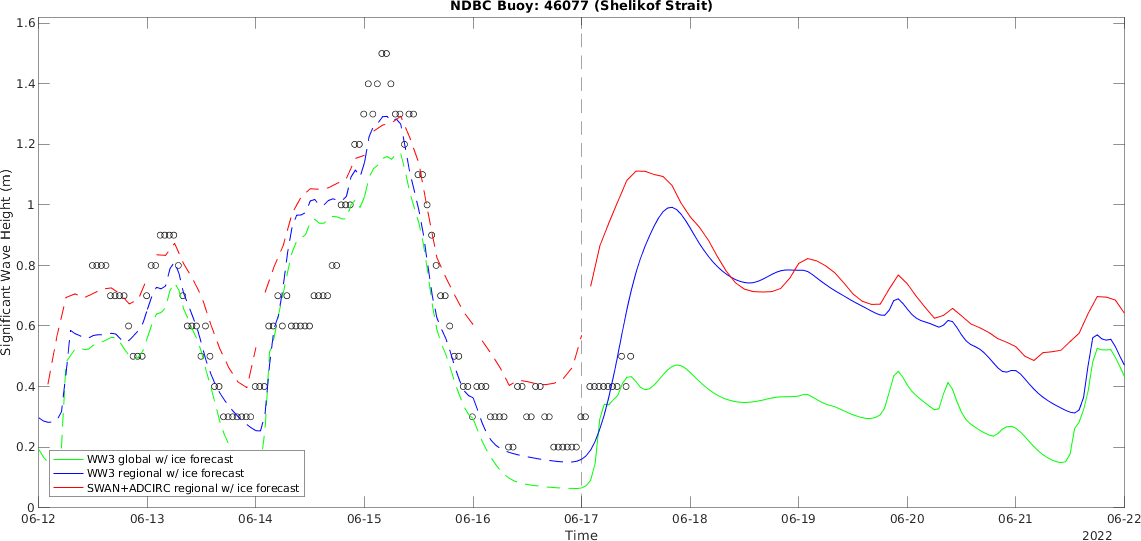 NDBC Buoy: 46077 (Shelikof Strait)
1.6
1.4
1.2
1
0.8
0.6
0.4
0.2
0
Significant Wave Height (m)
WW3 global w/ ice forecast
WW3 regional w/ ice forecast
SWAN+ADCIRC regional w/ ice forecast
06-12 06-13 06-14 06-15 06-16 06-17 06-18 06-19 06-20 06-21 06-22
Time
2022